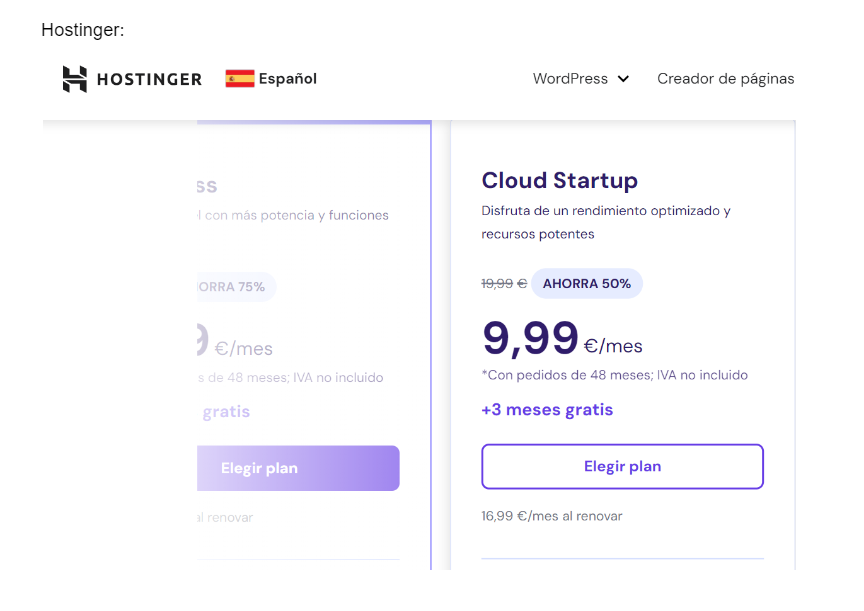 Hostinger:
HOSTINGER Español WordPress Creador de páginas
ss
l con más potencia y funciones
ORRA 75%
9 €/mes
s de 48 meses; IVA no incluido
gratis
Elegir plan
al renovar
Cloud Startup
Disfruta de un rendimiento optimizado y
recursos potentes
19,99 € AHORRA 50%
9,99 €/mes
*Con pedidos de 48 meses; IVA no incluido
+3 meses gratis
Elegir plan
16,99 €/mes al renovar